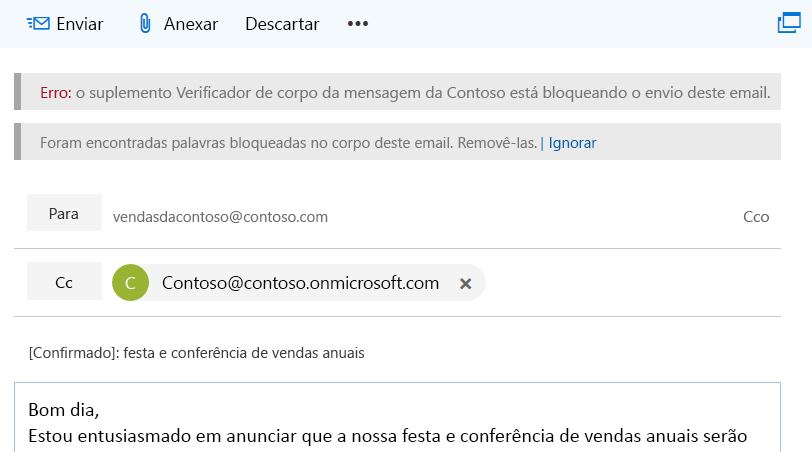 Enviar Anexar Descartar •••
Erro: o suplemento Verificador de corpo da mensagem da Contoso está bloqueando o envio deste email.
Foram encontradas palavras bloqueadas no corpo deste email. Removê-las. | Ignorar
Para vendasdacontoso@contoso.com Cco
Cc C Contoso@contoso.onmicrosoft.com ×
[Confirmado]: festa e conferência de vendas anuais
Bom dia,
Estou entusiasmado em anunciar que a nossa festa e conferência de vendas anuais serão